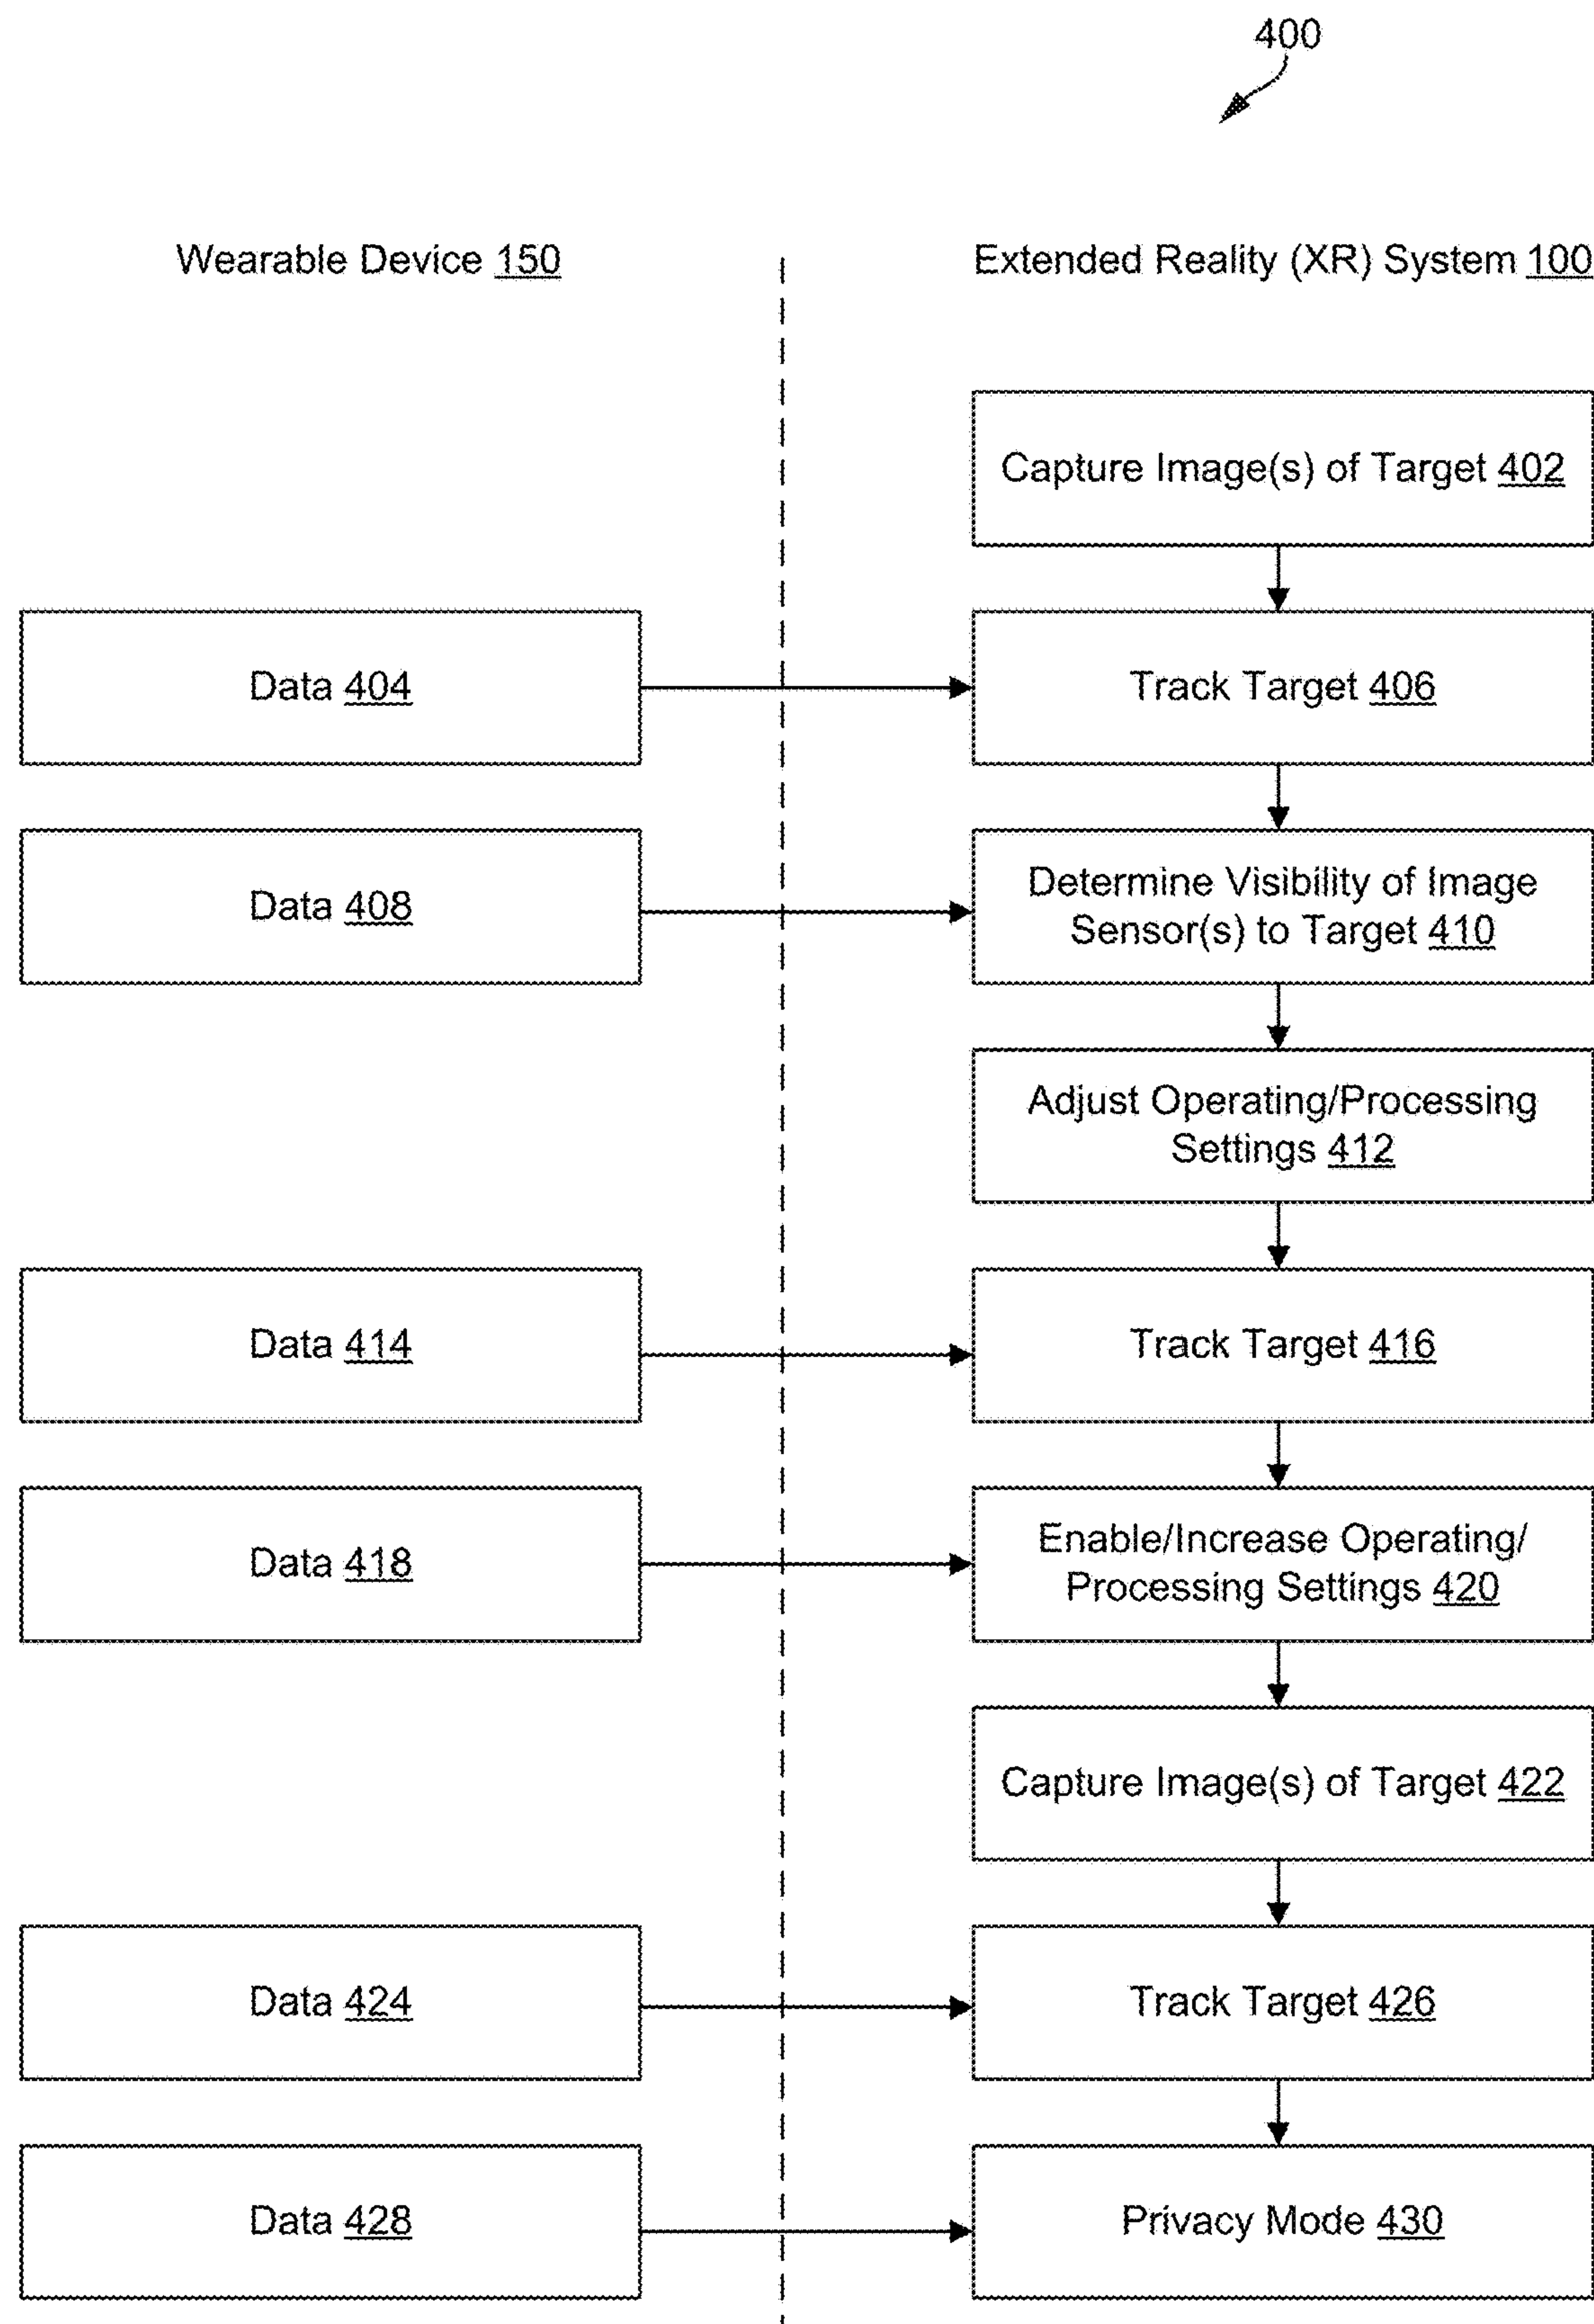 400
Wearable Device 150
Extended Reality (XR) System 100
Capture Image(s) of Target 402
Data 404
Track Target 406
Data 408
Determine Visibility of Image
Sensor(s) to Target 410
Adjust Operating/Processing
Settings 412
Data 414
Track Target 416
Data 418
Enable/Increase Operating/
Processing Settings 420
Capture Image(s) of Target 422
Data 424
Track Target 426
Data 428
Privacy Mode 430